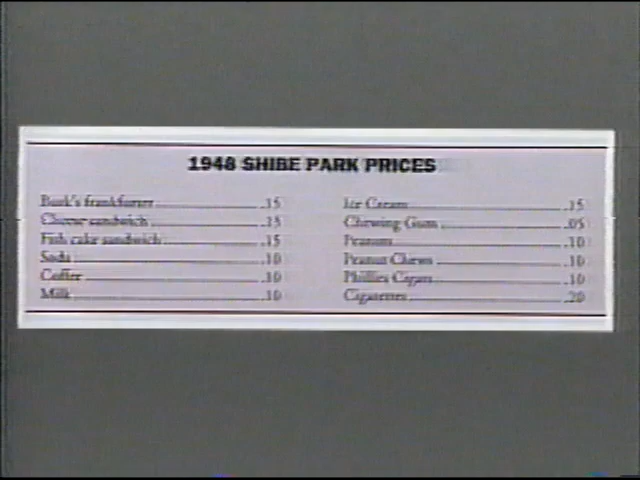 1948 SHIBE PARK PRICES
Burk's frankfurter .15
Cheese sandwich .15
Fish cake sandwich .15
Soda .10
Coffee .10
Milk .10
Ice Cream .15
Chewing Gum .05
Peanuts .10
Peanut Chews .10
Phillies Cigars .10
Cigarettes .20